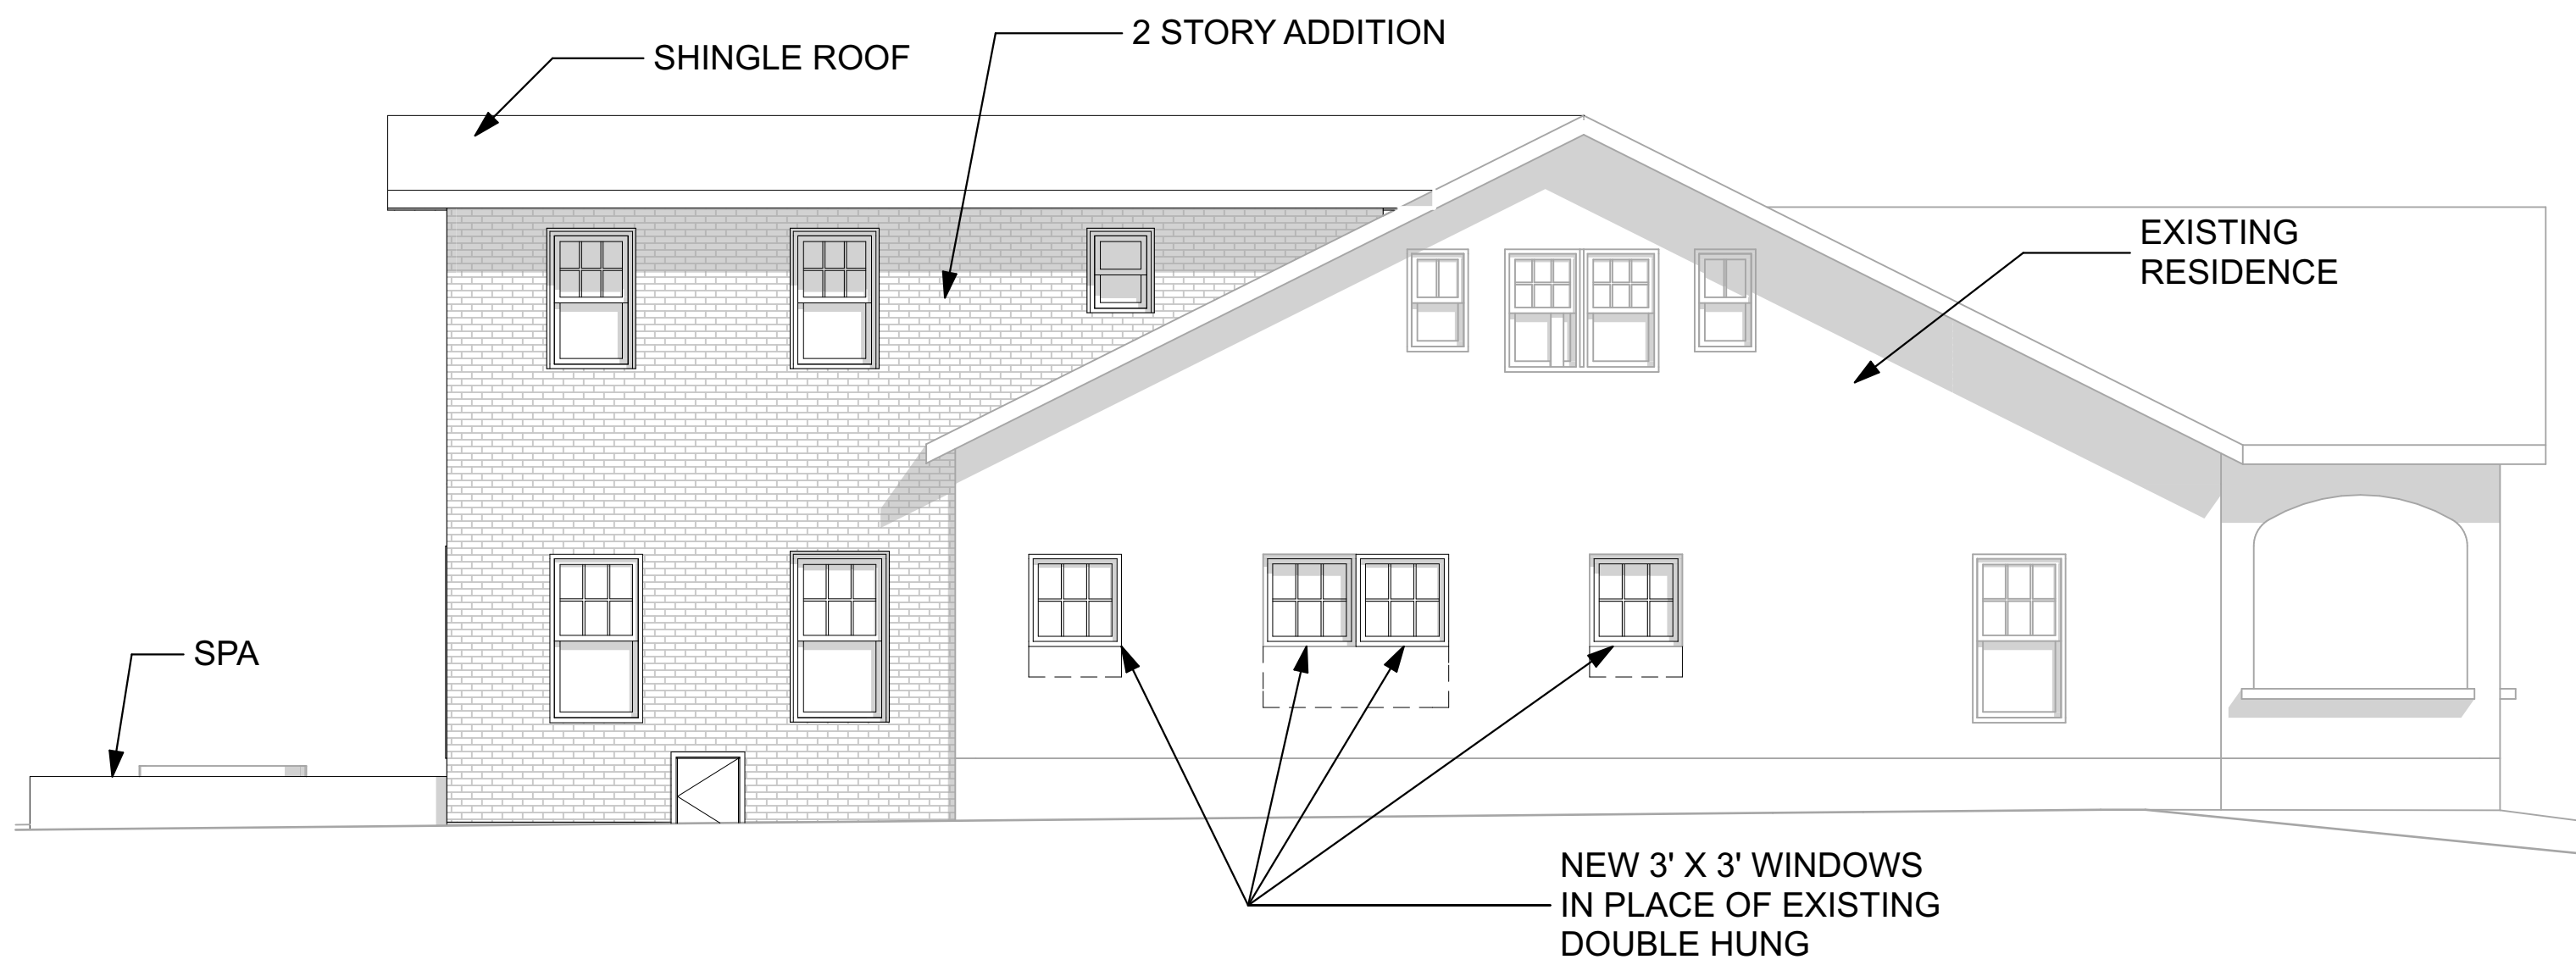 2 STORY ADDITION
SHINGLE ROOF
EXISTING
RESIDENCE
SPA
NEW 3' X 3' WINDOWS
IN PLACE OF EXISTING
DOUBLE HUNG